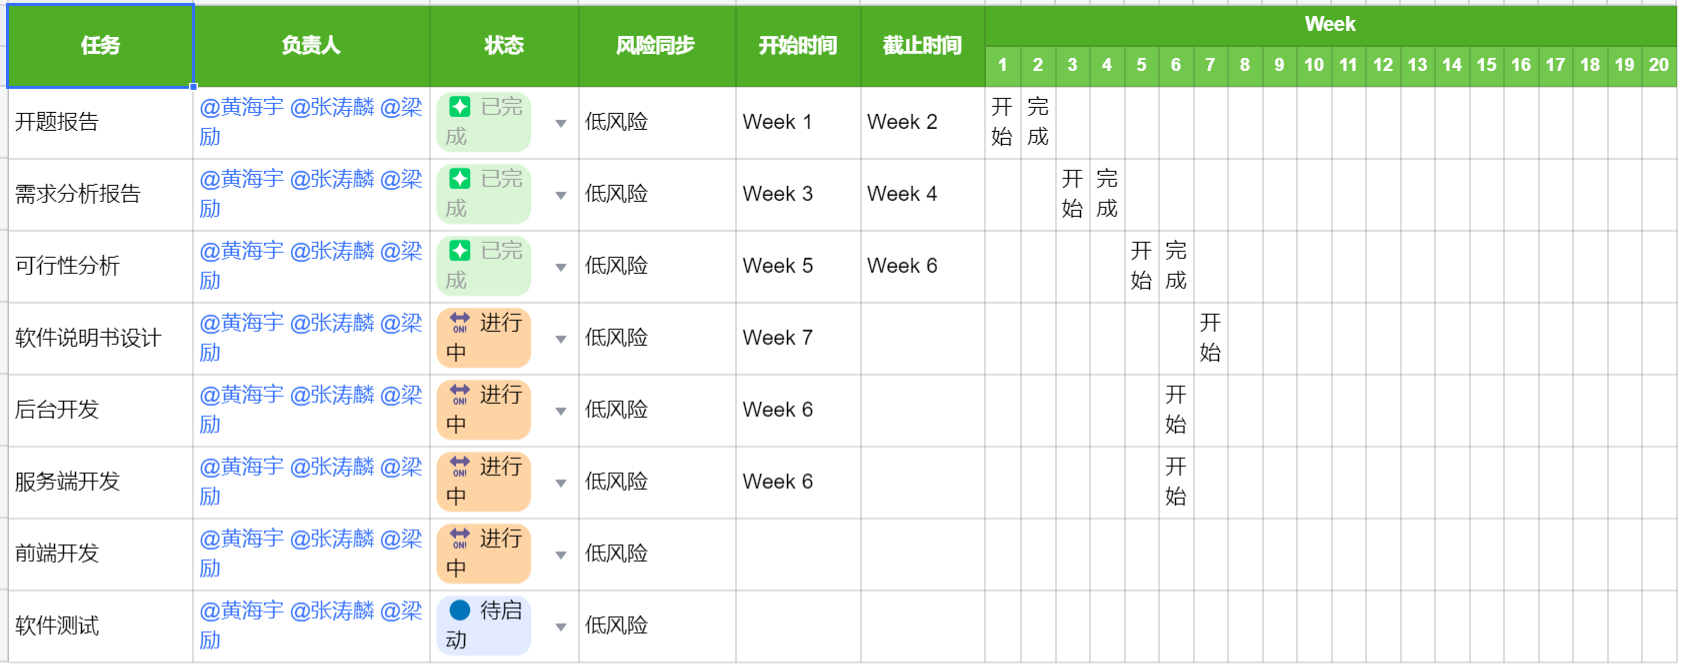 任务 负责人 状态 风险同步 开始时间 截止时间 Week
1 2 3 4 5 6 7 8 9 10 11 12 13 14 15 16 17 18 19 20
开题报告 @黄海宇 @张涛麟 @梁励 已完成 低风险 Week 1 Week 2 开始 完成
需求分析报告 @黄海宇 @张涛麟 @梁励 已完成 低风险 Week 3 Week 4 开始 完成
可行性分析 @黄海宇 @张涛麟 @梁励 已完成 低风险 Week 5 Week 6 开始 完成
软件说明书设计 @黄海宇 @张涛麟 @梁励 ON! 进行中 低风险 Week 7 开始
后台开发 @黄海宇 @张涛麟 @梁励 ON! 进行中 低风险 Week 6 开始
服务端开发 @黄海宇 @张涛麟 @梁励 ON! 进行中 低风险 Week 6 开始
前端开发 @黄海宇 @张涛麟 @梁励 ON! 进行中 低风险
软件测试 @黄海宇 @张涛麟 @梁励 待启动 低风险